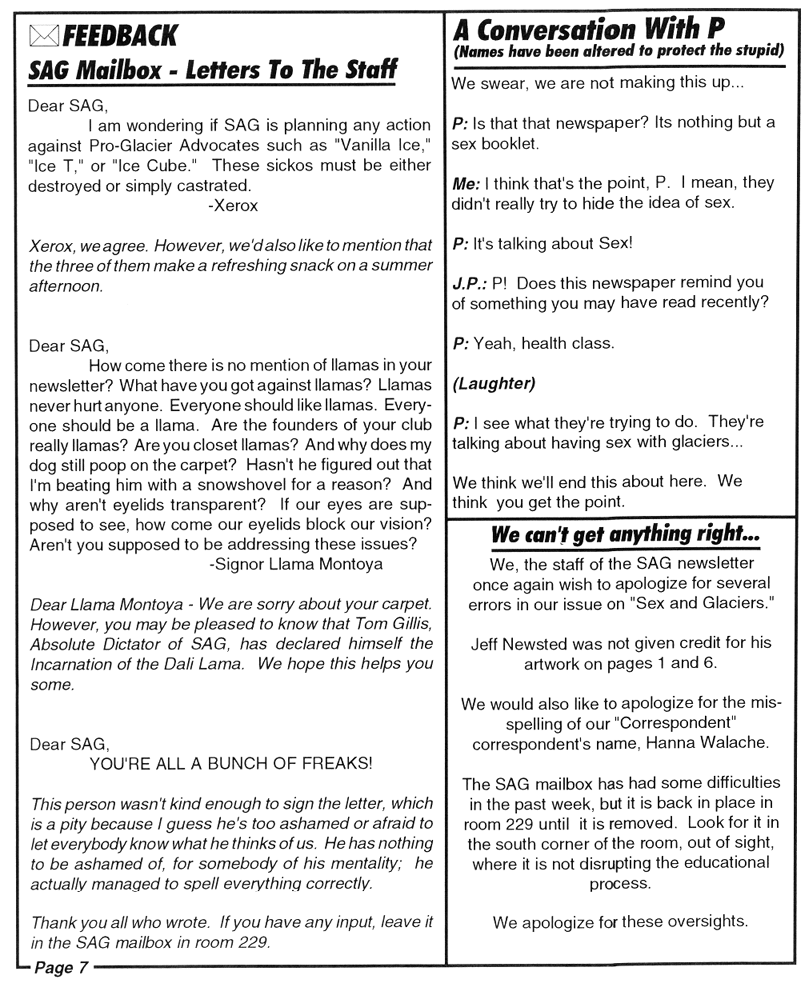 FEEDBACK
SAG Mailbox - Letters To The Staff
Dear SAG,
I am wondering if SAG is planning any action
against Pro-Glacier Advocates such as "Vanilla Ice,"
"Ice T," or "Ice Cube." These sickos must be either
destroyed or simply castrated.
-Xerox
Xerox, we agree. However, we'd also like to mention that
the three of them make a refreshing snack on a summer
afternoon.
Dear SAG,
How come there is no mention of llamas in your
newsletter? What have you got against llamas? Llamas
never hurt anyone. Everyone should like llamas. Every-
one should be a llama. Are the founders of your club
really llamas? Are you closet llamas? And why does my
dog still poop on the carpet? Hasn't he figured out that
I'm beating him with a snowshovel for a reason? And
why aren't eyelids transparent? If our eyes are sup-
posed to see, how come our eyelids block our vision?
Aren't you supposed to be addressing these issues?
-Signor Llama Montoya
Dear Llama Montoya - We are sorry about your carpet.
However, you may be pleased to know that Tom Gillis,
Absolute Dictator of SAG, has declared himself the
Incarnation of the Dali Lama. We hope this helps you
some.
Dear SAG,
YOU'RE ALL A BUNCH OF FREAKS!
This person wasn't kind enough to sign the letter, which
is a pity because I guess he's too ashamed or afraid to
let everybody know what he thinks of us. He has nothing
to be ashamed of, for somebody of his mentality; he
actually managed to spell everything correctly.
Thank you all who wrote. If you have any input, leave it
in the SAG mailbox in room 229.
Page 7
A Conversation With P
(Names have been altered to protect the stupid)
We swear, we are not making this up...
P: Is that that newspaper? Its nothing but a
sex booklet.
Me: I think that's the point, P. I mean, they
didn't really try to hide the idea of sex.
P: It's talking about Sex!
J.P.: P! Does this newspaper remind you
of something you may have read recently?
P: Yeah, health class.
(Laughter)
P: I see what they're trying to do. They're
talking about having sex with glaciers...
We think we'll end this about here. We
think you get the point.
We can't get anything right...
We, the staff of the SAG newsletter
once again wish to apologize for several
errors in our issue on "Sex and Glaciers."
Jeff Newsted was not given credit for his
artwork on pages 1 and 6.
We would also like to apologize for the mis-
spelling of our "Correspondent"
correspondent's name, Hanna Walache.
The SAG mailbox has had some difficulties
in the past week, but it is back in place in
room 229 until it is removed. Look for it in
the south corner of the room, out of sight,
where it is not disrupting the educational
process.
We apologize for these oversights.